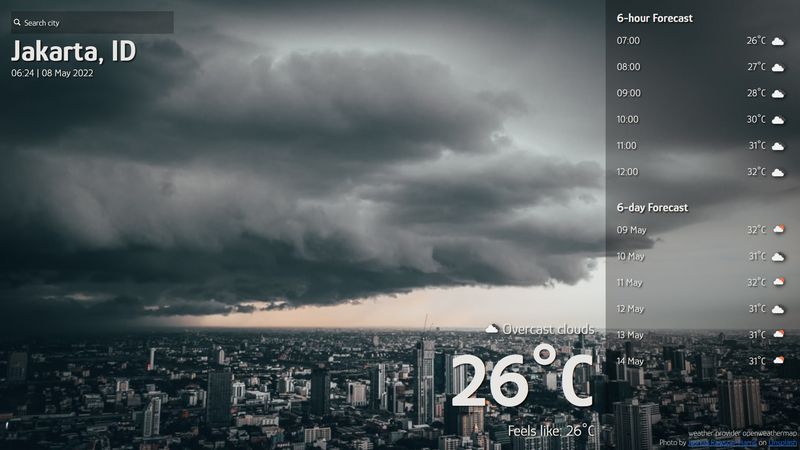 Search city
Jakarta, ID
06:24 | 08 May 2022
6-hour Forecast
07:00 26°C
08:00 27°C
09:00 28°C
10:00 30°C
11:00 31°C
12:00 32°C
6-day Forecast
09 May 32°C
10 May 31°C
11 May 32°C
12 May 31°C
13 May 31°C
14 May 31°C
Overcast clouds
26°C
Feels like: 26°C
weather provider openweathermap
Photo by on Unsplash